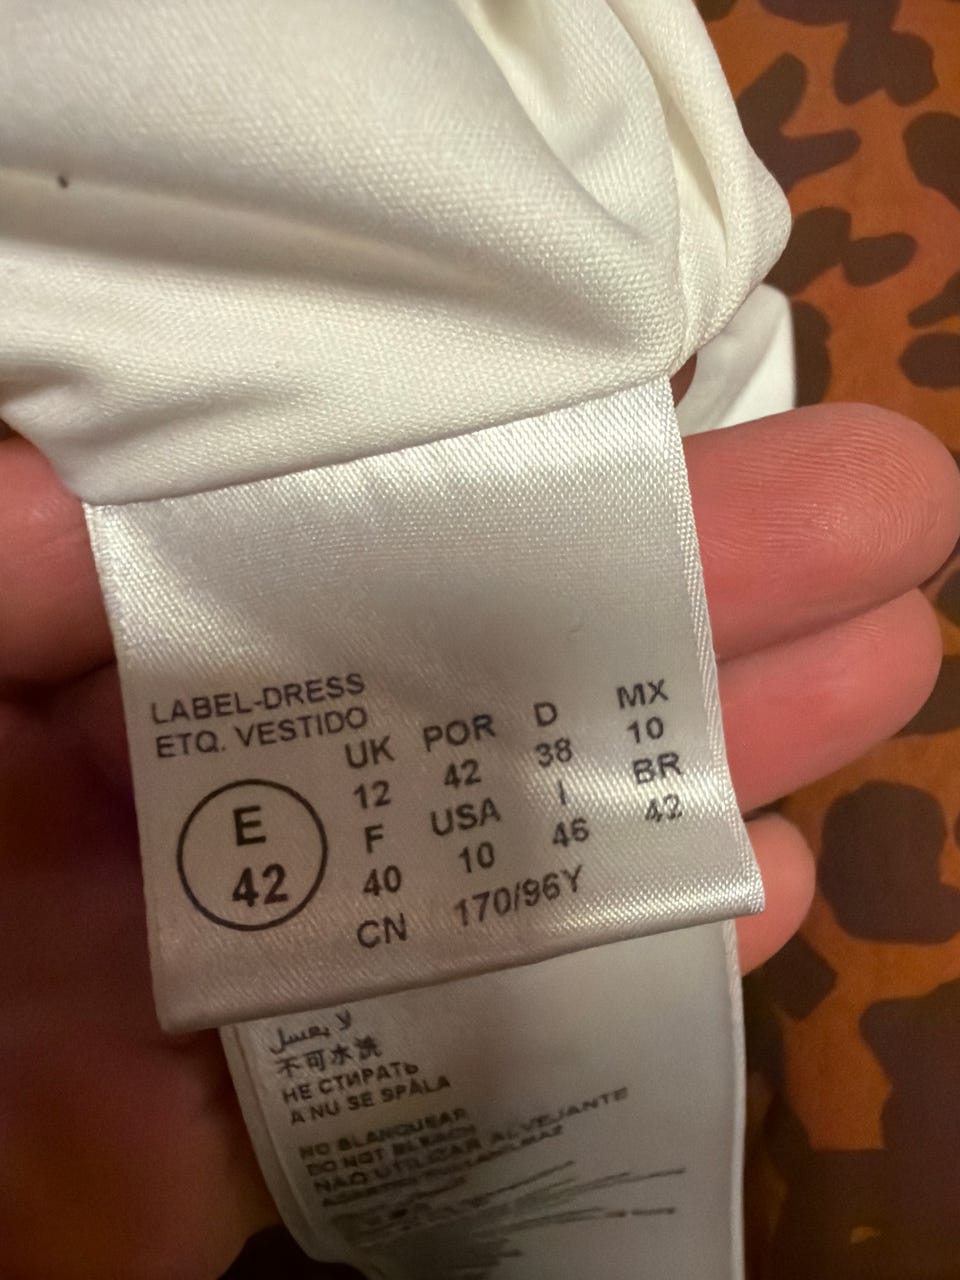 LABEL-DRESS
ETQ. VESTIDO
E
42
UK POR D MX
12 42 38 10
F USA I BR
40 10 46 42
CN 170/96Y
لا يغسل
不可水洗
НЕ СТИРАТЬ
A NU SE SPĂLA
NO BLANQUEAR
DO NOT BLEACH
NÃO UTILIZAR ALVEJANTE